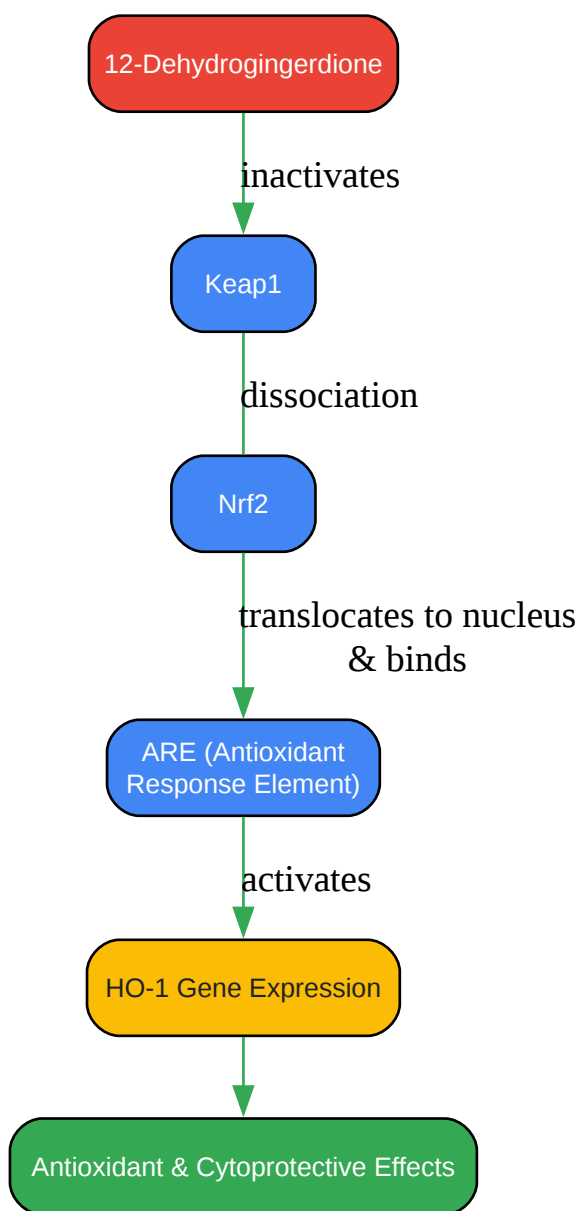 12-Dehydrogingerdione
inactivates
Keap1
dissociation
Nrf2
translocates to nucleus
& binds
ARE (Antioxidant
Response Element)
activates
HO-1 Gene Expression
Antioxidant & Cytoprotective Effects